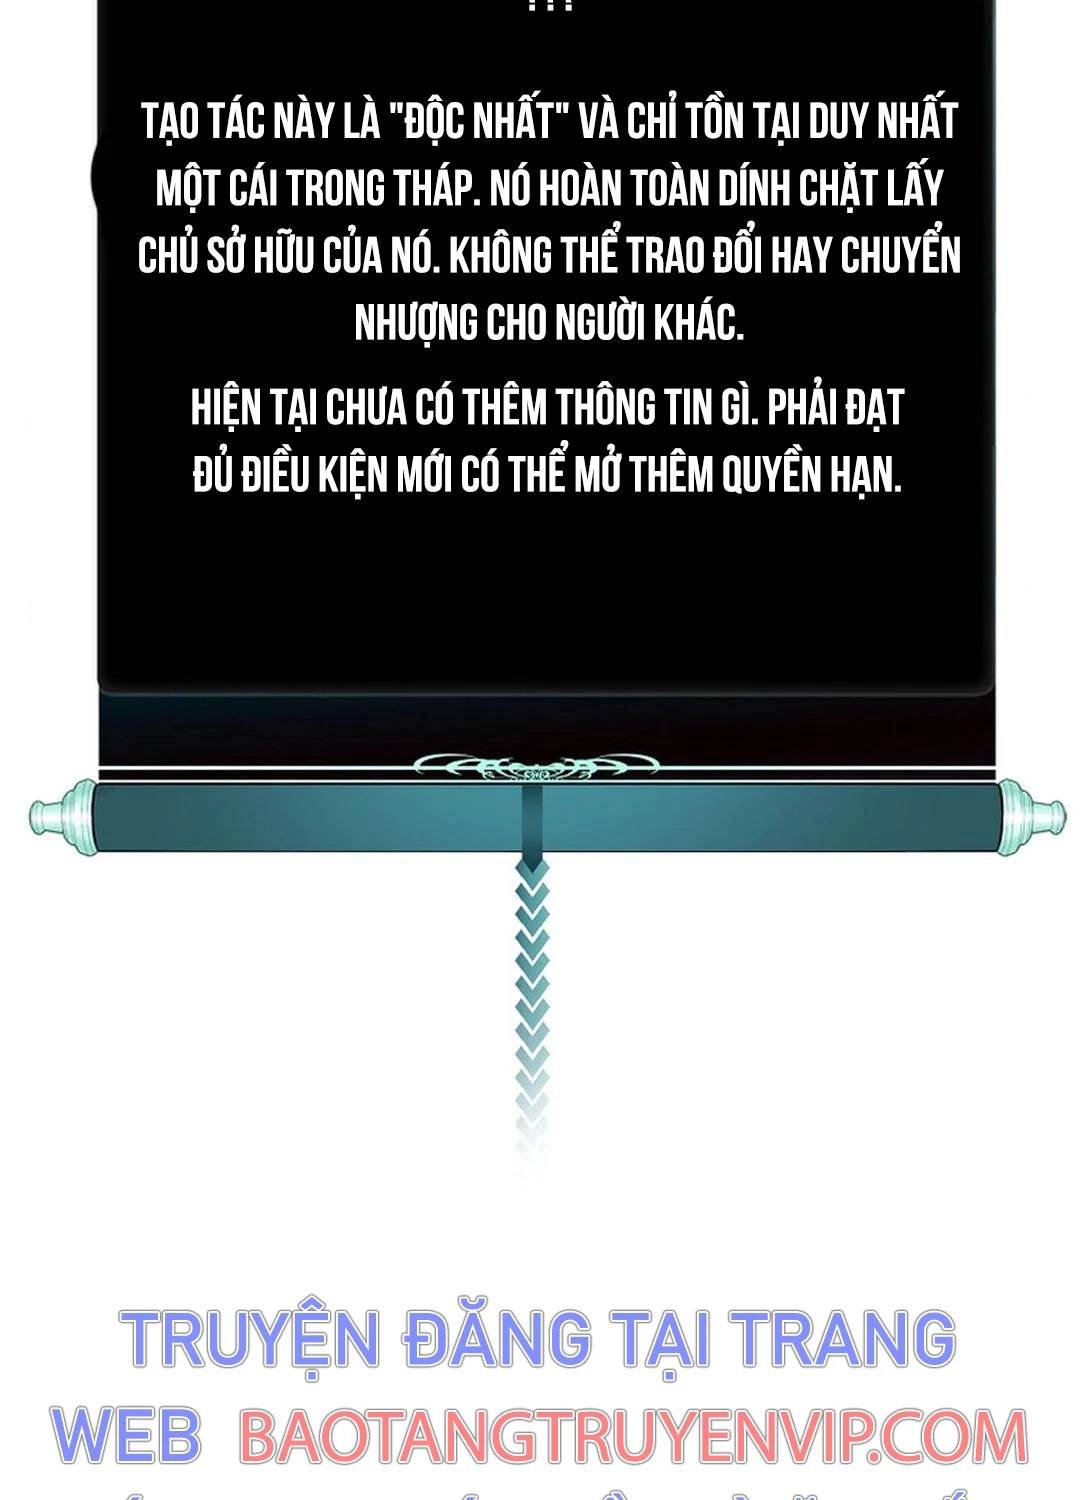 ???
TẠO TÁC NÀY LÀ "ĐỘC NHẤT" VÀ CHỈ TỒN TẠI DUY NHẤT
MỘT CÁI TRONG THÁP. NÓ HOÀN TOÀN DÍNH CHẶT LẤY
CHỦ SỞ HỮU CỦA NÓ. KHÔNG THỂ TRAO ĐỔI HAY CHUYỂN
NHƯỢNG CHO NGƯỜI KHÁC.
HIỆN TẠI CHƯA CÓ THÊM THÔNG TIN GÌ. PHẢI ĐẠT
ĐỦ ĐIỀU KIỆN MỚI CÓ THỂ MỞ THÊM QUYỀN HẠN.
TRUYỆN ĐĂNG TẠI TRANG
WEB BAOTANGTRUYENVIP.COM